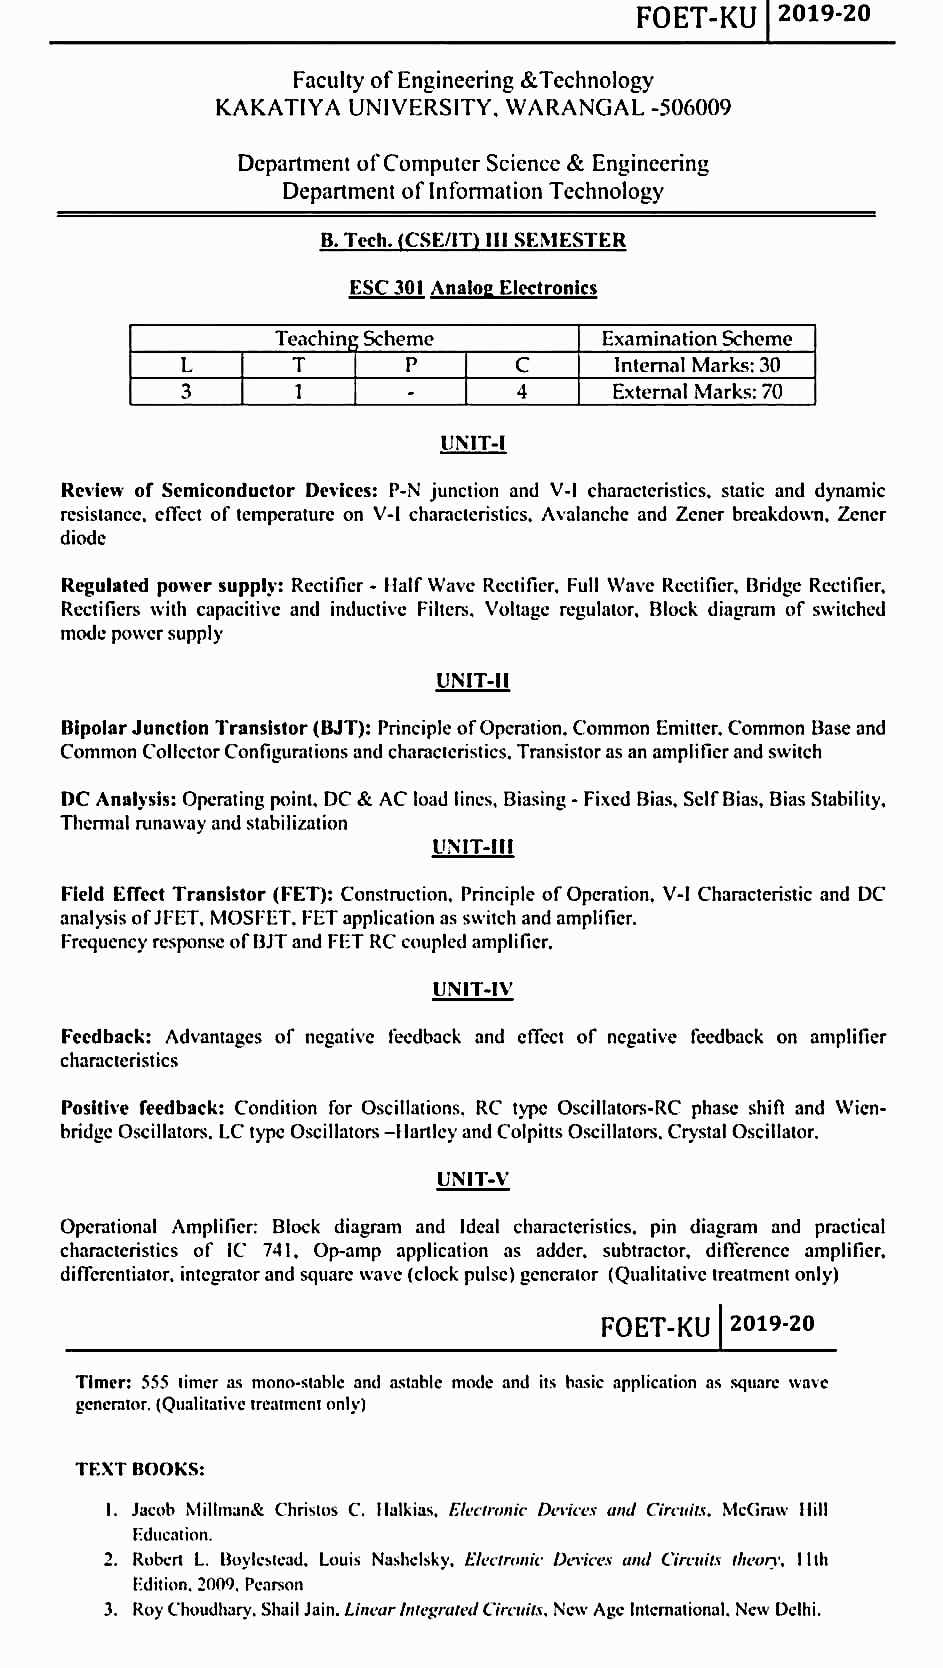 FOET-KU 2019-20
Faculty of Engineering &Technology
KAKATIYA UNIVERSITY, WARANGAL -506009
Department of Computer Science & Engineering
Department of Information Technology
B. Tech. (CSE/IT) III SEMESTER
ESC 301 Analog Electronics
Teaching Scheme Examination Scheme
L T P C Internal Marks: 30
3 1 - 4 External Marks: 70
UNIT-I
Review of Semiconductor Devices: P-N junction and V-I characteristics, static and dynamic
resistance, effect of temperature on V-I characteristics, Avalanche and Zener breakdown, Zener
diode
Regulated power supply: Rectifier - Half Wave Rectifier, Full Wave Rectifier, Bridge Rectifier,
Rectifiers with capacitive and inductive Filters, Voltage regulator, Block diagram of switched
mode power supply
UNIT-II
Bipolar Junction Transistor (BJT): Principle of Operation, Common Emitter, Common Base and
Common Collector Configurations and characteristics, Transistor as an amplifier and switch
DC Analysis: Operating point, DC & AC load lines, Biasing - Fixed Bias, Self Bias, Bias Stability,
Thermal runaway and stabilization
UNIT-III
Field Effect Transistor (FET): Construction, Principle of Operation, V-I Characteristic and DC
analysis of JFET, MOSFET, FET application as switch and amplifier.
Frequency response of BJT and FET RC coupled amplifier.
UNIT-IV
Feedback: Advantages of negative feedback and effect of negative feedback on amplifier
characteristics
Positive feedback: Condition for Oscillations, RC type Oscillators-RC phase shift and Wien-
bridge Oscillators, LC type Oscillators –Hartley and Colpitts Oscillators, Crystal Oscillator.
UNIT-V
Operational Amplifier: Block diagram and Ideal characteristics, pin diagram and practical
characteristics of IC 741, Op-amp application as adder, subtractor, difference amplifier,
differentiator, integrator and square wave (clock pulse) generator (Qualitative treatment only)
FOET-KU 2019-20
Timer: 555 timer as mono-stable and astable mode and its basic application as square wave
generator. (Qualitative treatment only)
TEXT BOOKS:
1. Jacob Millman& Christos C. Halkias, Electronic Devices and Circuits, McGraw Hill
Education.
2. Robert L. Boylestead, Louis Nashelsky, Electronic Devices and Circuits theory, 11th
Edition, 2009, Pearson
3. Roy Choudhary, Shail Jain, Linear Integrated Circuits, New Age International, New Delhi.